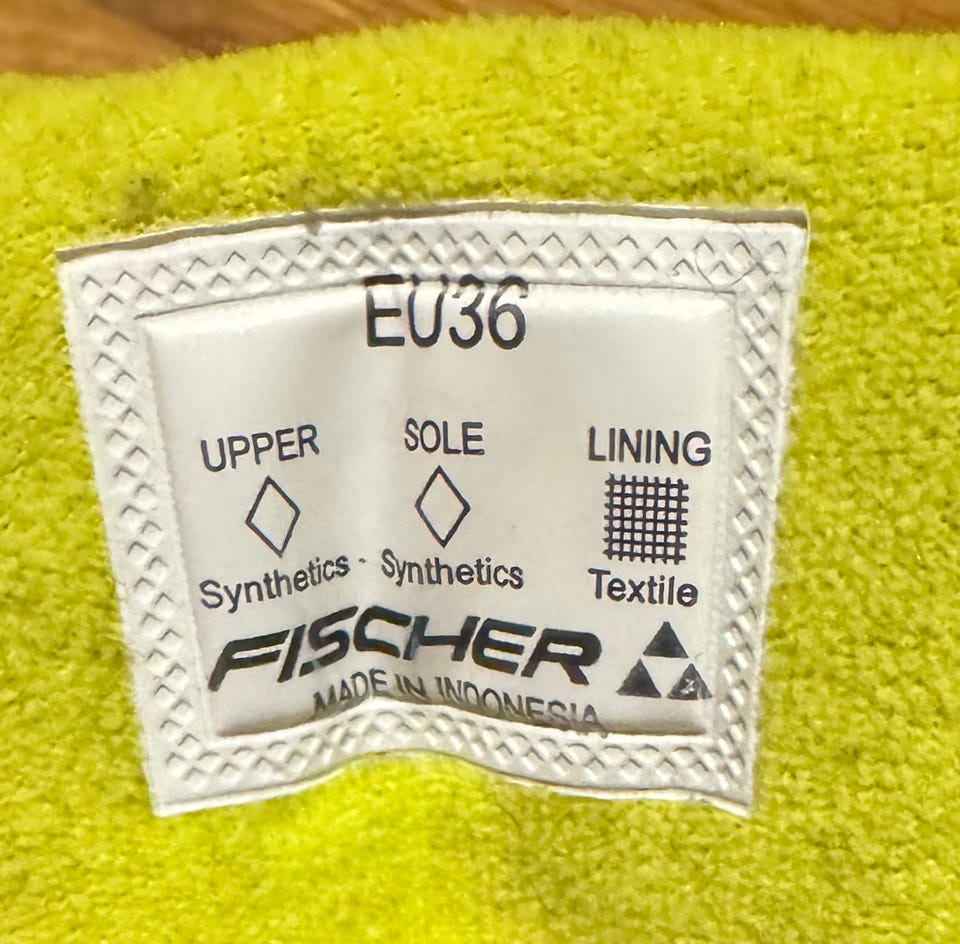 EU36
UPPER SOLE LINING
Synthetics Synthetics Textile
FISCHER
MADE IN INDONESIA